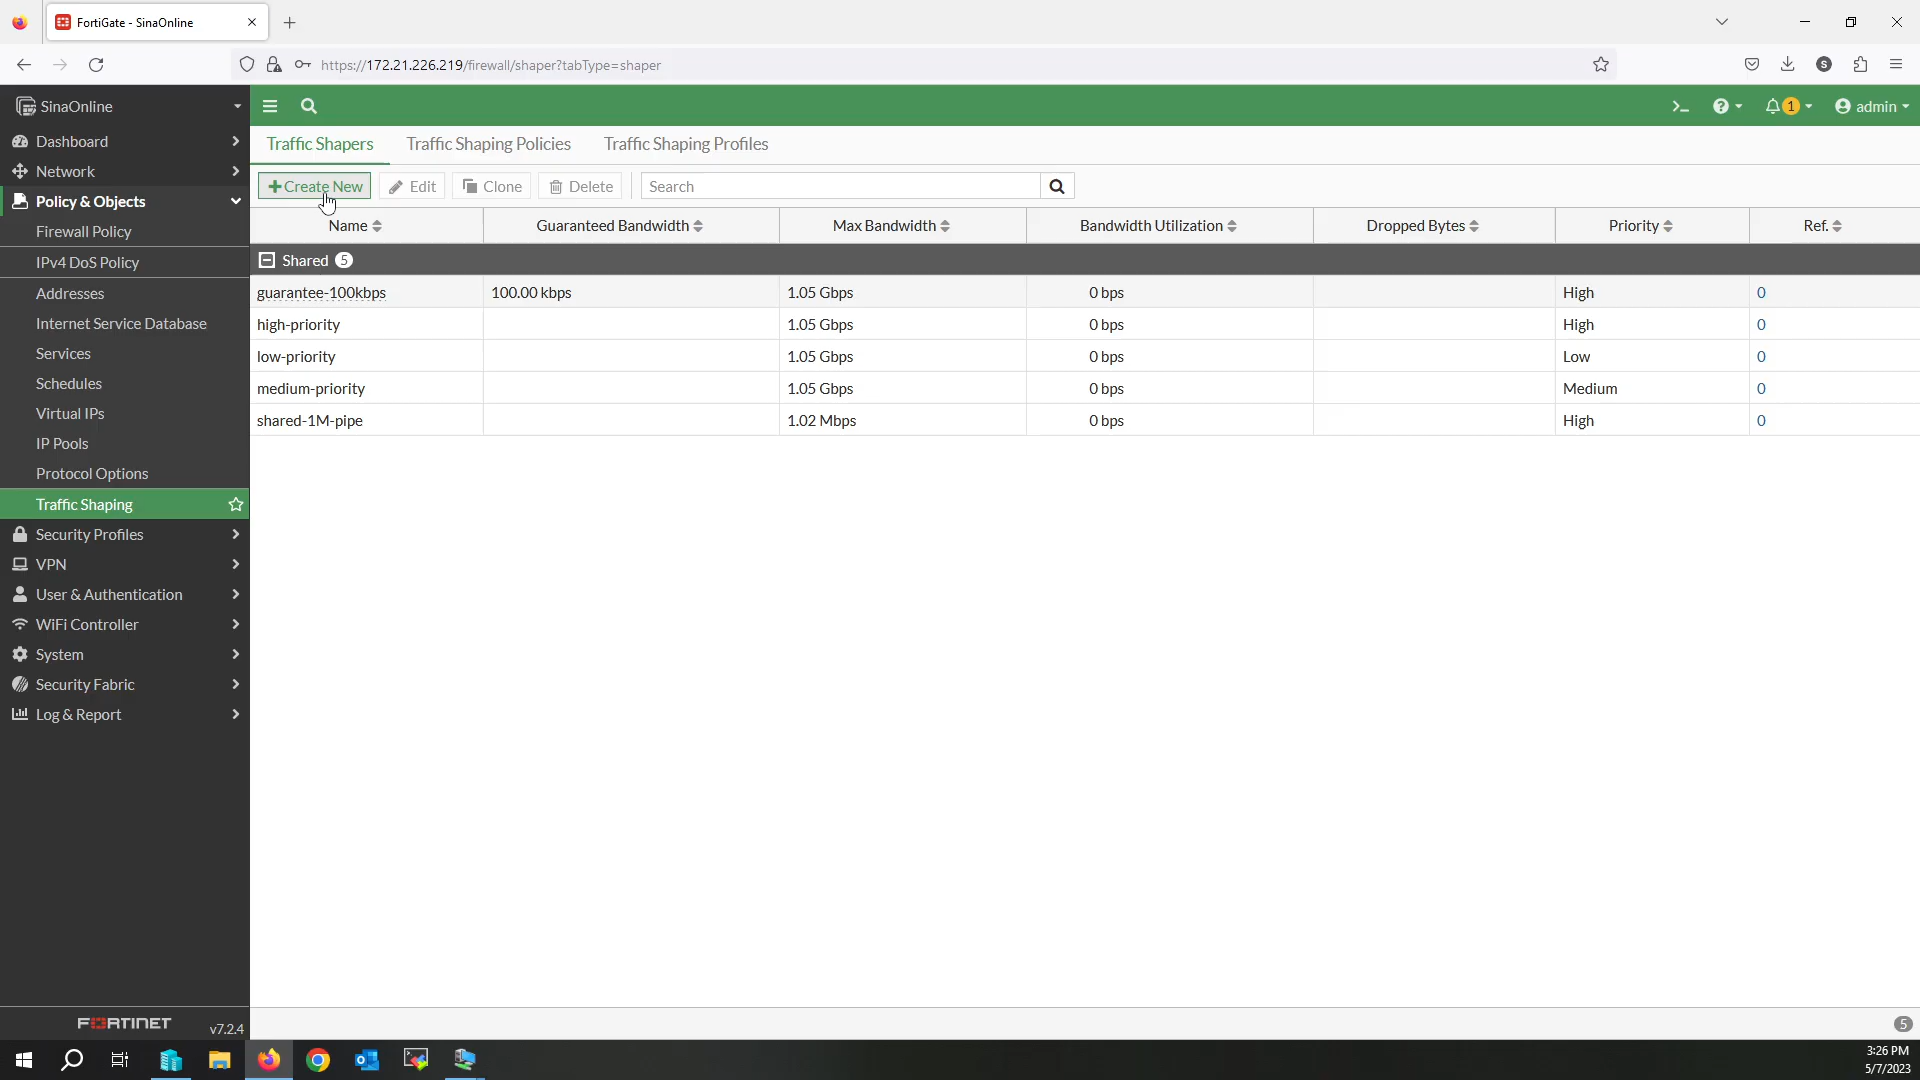 FortiGate - SinaOnline
https://172.21.226.219/firewall/shaper?tabType=shaper
S
SinaOnline
1
admin
Dashboard
Network
Policy & Objects
Firewall Policy
IPv4 DoS Policy
Addresses
Internet Service Database
Services
Schedules
Virtual IPs
IP Pools
Protocol Options
Traffic Shaping
Security Profiles
VPN
User & Authentication
WiFi Controller
System
Security Fabric
Log & Report
FORTINET v7.2.4
Traffic Shapers Traffic Shaping Policies Traffic Shaping Profiles
Create New Edit Clone Delete Search
Name Guaranteed Bandwidth Max Bandwidth Bandwidth Utilization Dropped Bytes Priority Ref.
Shared 5
guarantee-100kbps 100.00 kbps 1.05 Gbps 0 bps High 0
high-priority 1.05 Gbps 0 bps High 0
low-priority 1.05 Gbps 0 bps Low 0
medium-priority 1.05 Gbps 0 bps Medium 0
shared-1M-pipe 1.02 Mbps 0 bps High 0
5
3:26 PM
5/7/2023